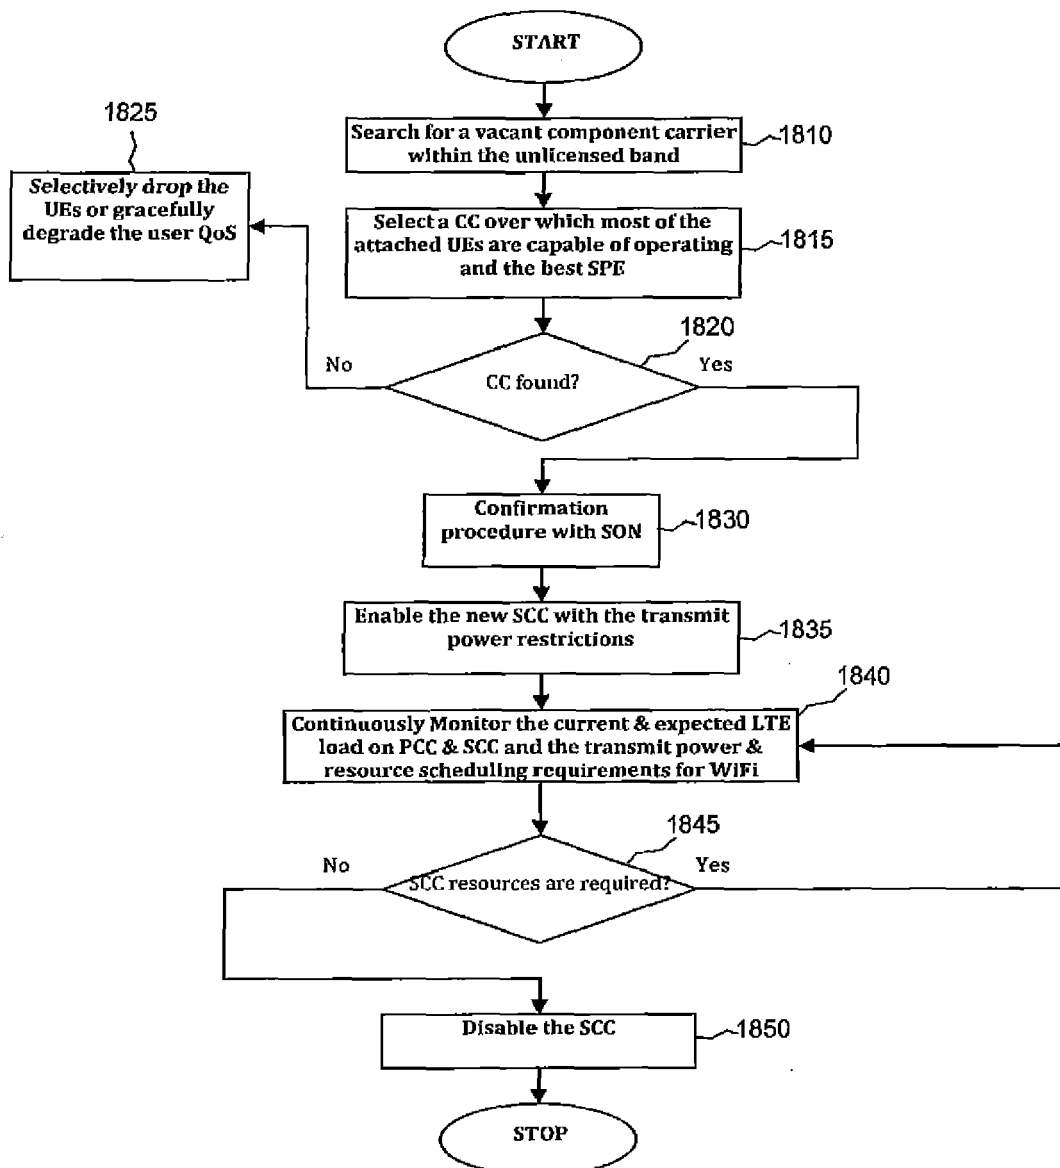 START
Search for a vacant component carrier
within the unlicensed band
1810
1825
Selectively drop the
UEs or gracefully
degrade the user QoS
Select a CC over which most of the
attached UEs are capable of operating
and the best SPE
1815
1820
No
Yes
CC found?
Confirmation
procedure with SON
1830
Enable the new SCC with the transmit
power restrictions
1835
1840
Continuously Monitor the current & expected LTE
load on PCC & SCC and the transmit power &
resource scheduling requirements for WiFi
1845
No
Yes
SCC resources are required?
Disable the SCC
1850
STOP